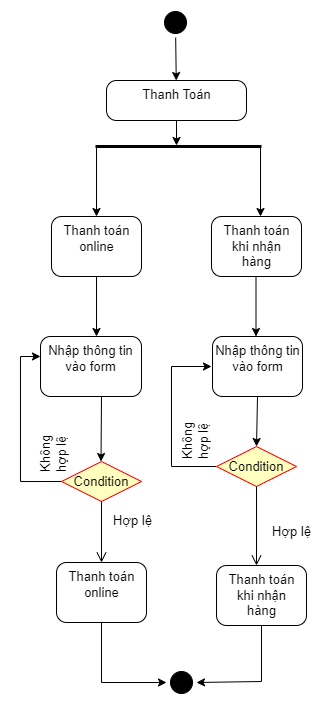 Thanh Toán
Thanh toán
online
Thanh toán
khi nhận
hàng
Nhập thông tin
vào form
Nhập thông tin
vào form
Không
hợp lệ
Không
hợp lệ
Condition
Condition
Hợp lệ
Hợp lệ
Thanh toán
online
Thanh toán
khi nhận
hàng